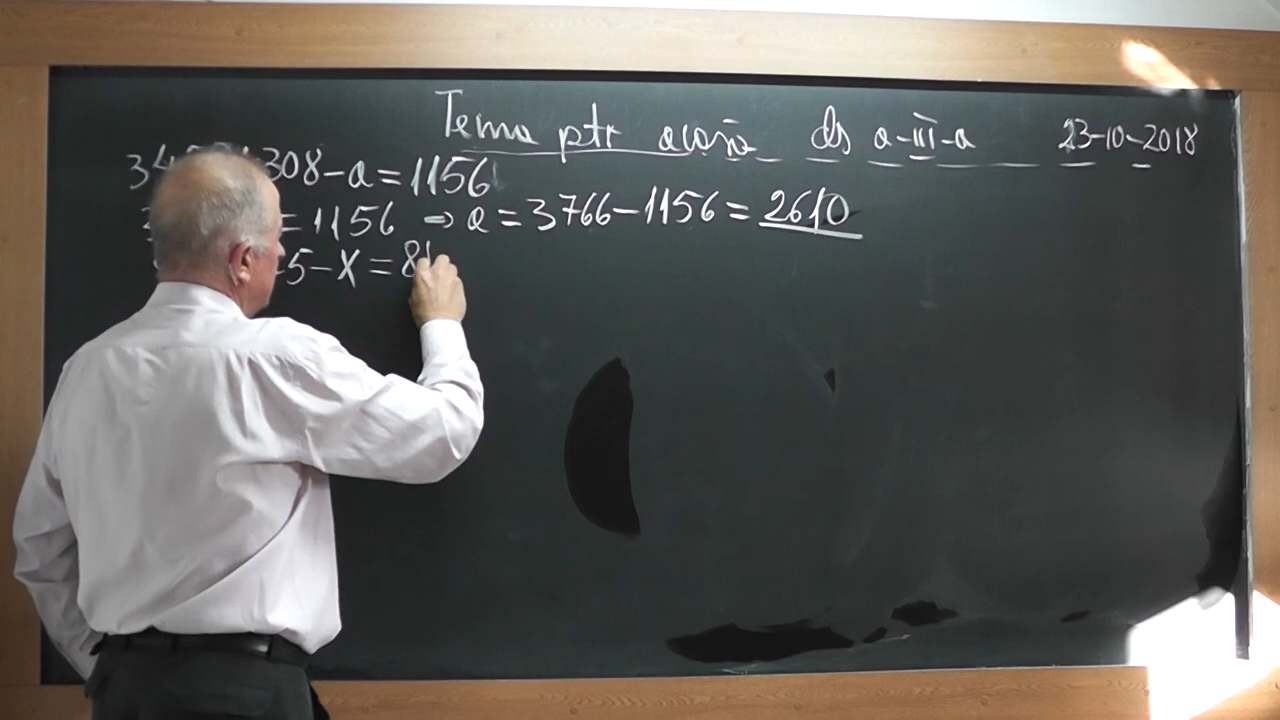 Tema ptr acasă cls a-III-a 23-10-2018
308-a=1156
=1156 ⇒ a=3766-1156=2610
5-x=8